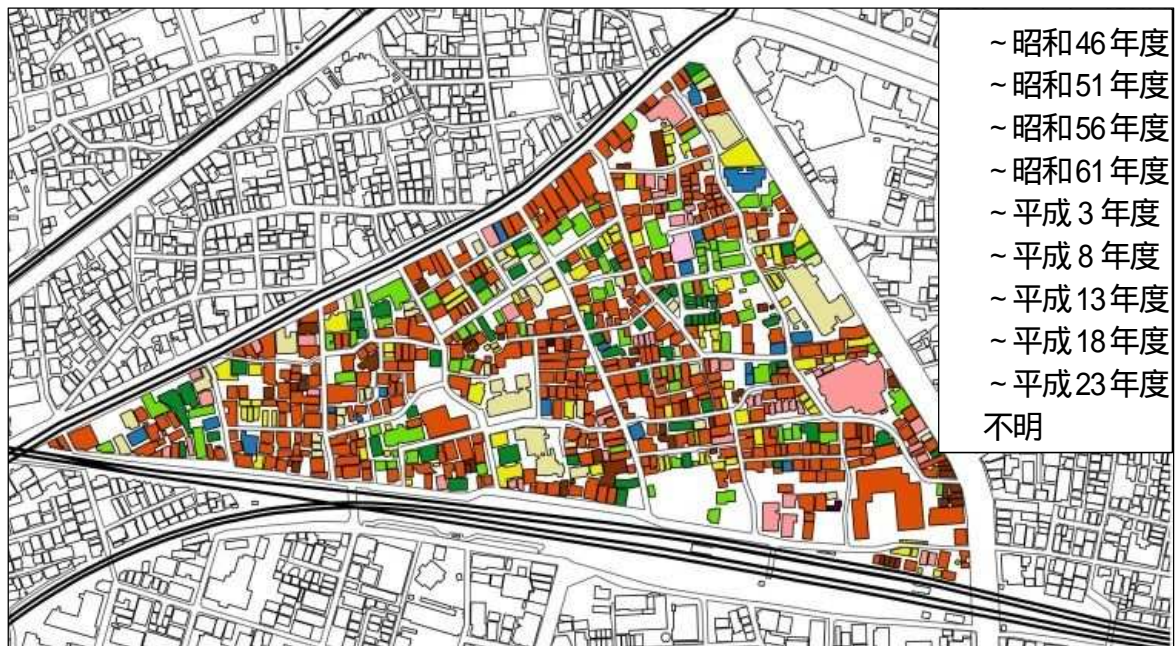 ~昭和46年度
~昭和51年度
~昭和56年度
~昭和61年度
~平成3年度
~平成8年度
~平成13年度
~平成18年度
~平成23年度
不明